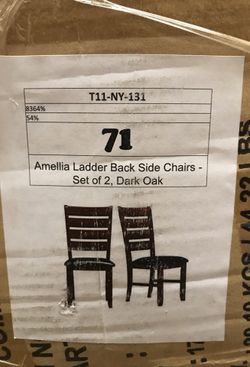 T11-NY-131
8364%
54%
71
Amellia Ladder Back Side Chairs -
Set of 2, Dark Oak